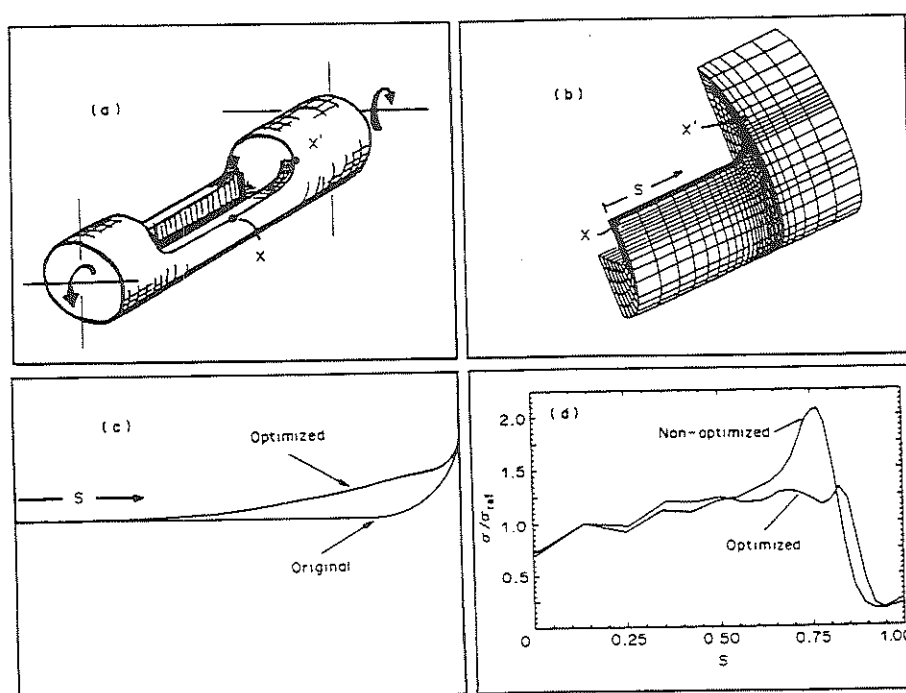 (a)
X'
X
(b)
X'
S
X
(c)
Optimized
S
Original
(d)
2.0
Non-optimized
1.5
σ/σref
1.0
Optimized
0.5
0
0.25
0.50
0.75
1.00
S